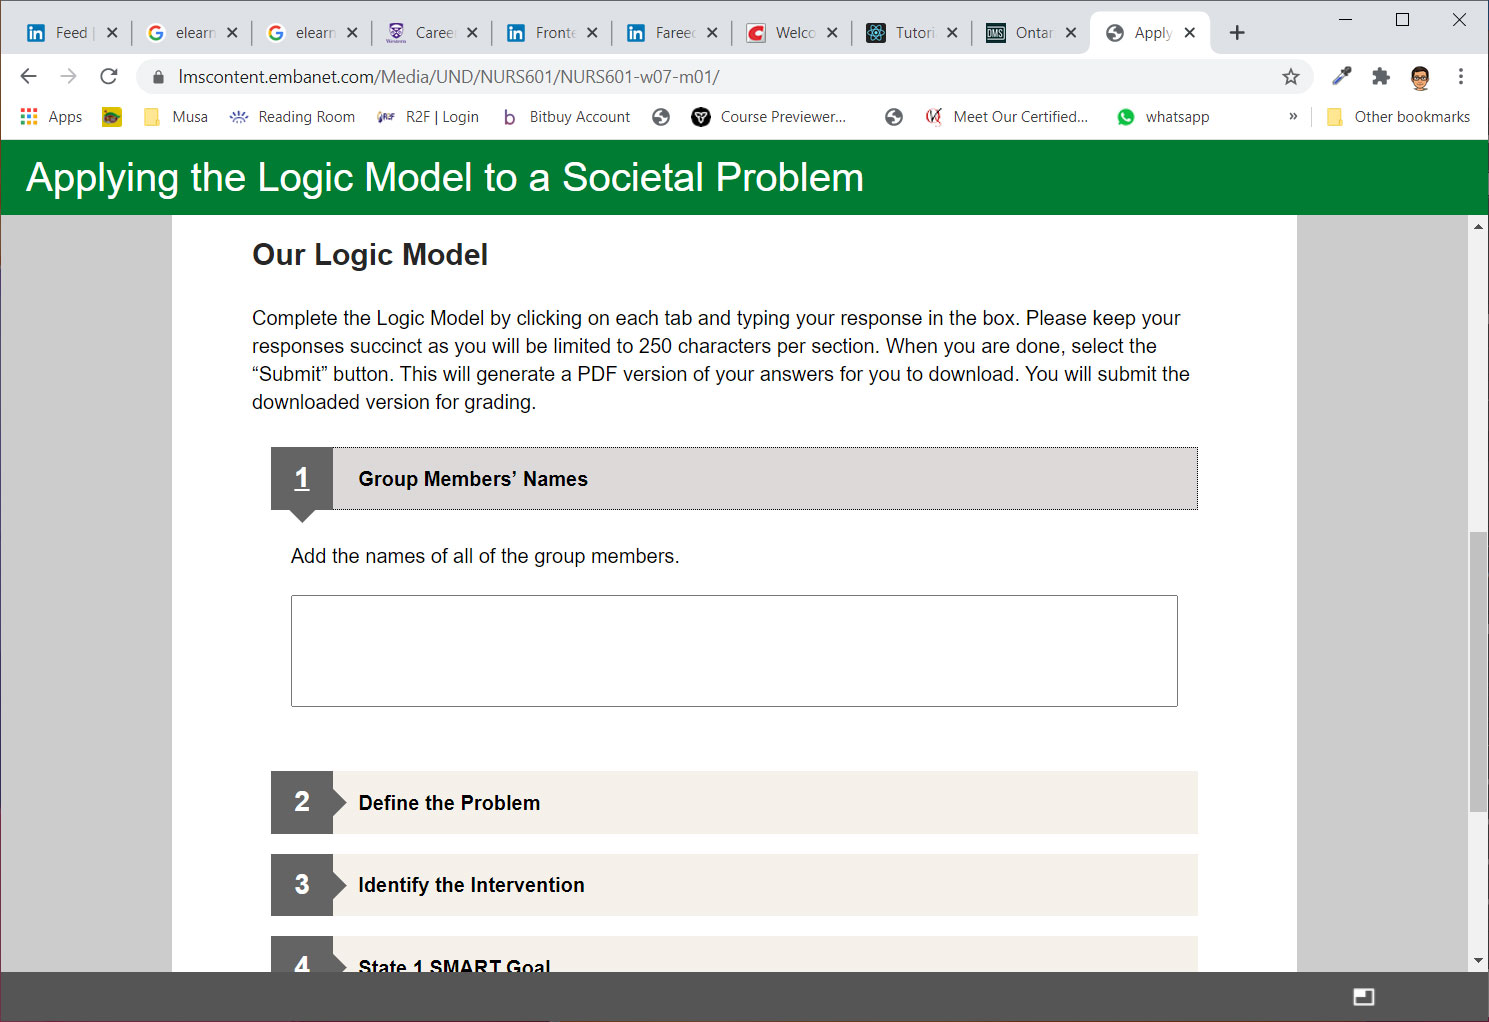 Feed
elearn
elearn
Caree
Fronte
Fareed
Welco
Tutori
Ontar
Apply
lmscontent.embanet.com/Media/UND/NURS601/NURS601-w07-m01/
Apps
Musa
Reading Room
R2F | Login
b Bitbuy Account
Course Previewer...
Meet Our Certified...
whatsapp
»
Other bookmarks
Applying the Logic Model to a Societal Problem
Our Logic Model
Complete the Logic Model by clicking on each tab and typing your response in the box. Please keep your
responses succinct as you will be limited to 250 characters per section. When you are done, select the
“Submit” button. This will generate a PDF version of your answers for you to download. You will submit the
downloaded version for grading.
1 Group Members’ Names
Add the names of all of the group members.
2 Define the Problem
3 Identify the Intervention
4 State 1 SMART Goal